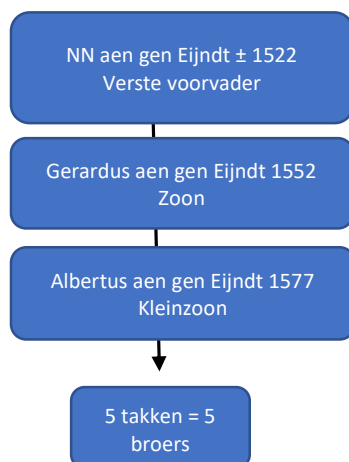 NN aen gen Eijndt ± 1522
Verste voorvader
Gerardus aen gen Eijndt 1552
Zoon
Albertus aen gen Eijndt 1577
Kleinzoon
5 takken = 5
broers